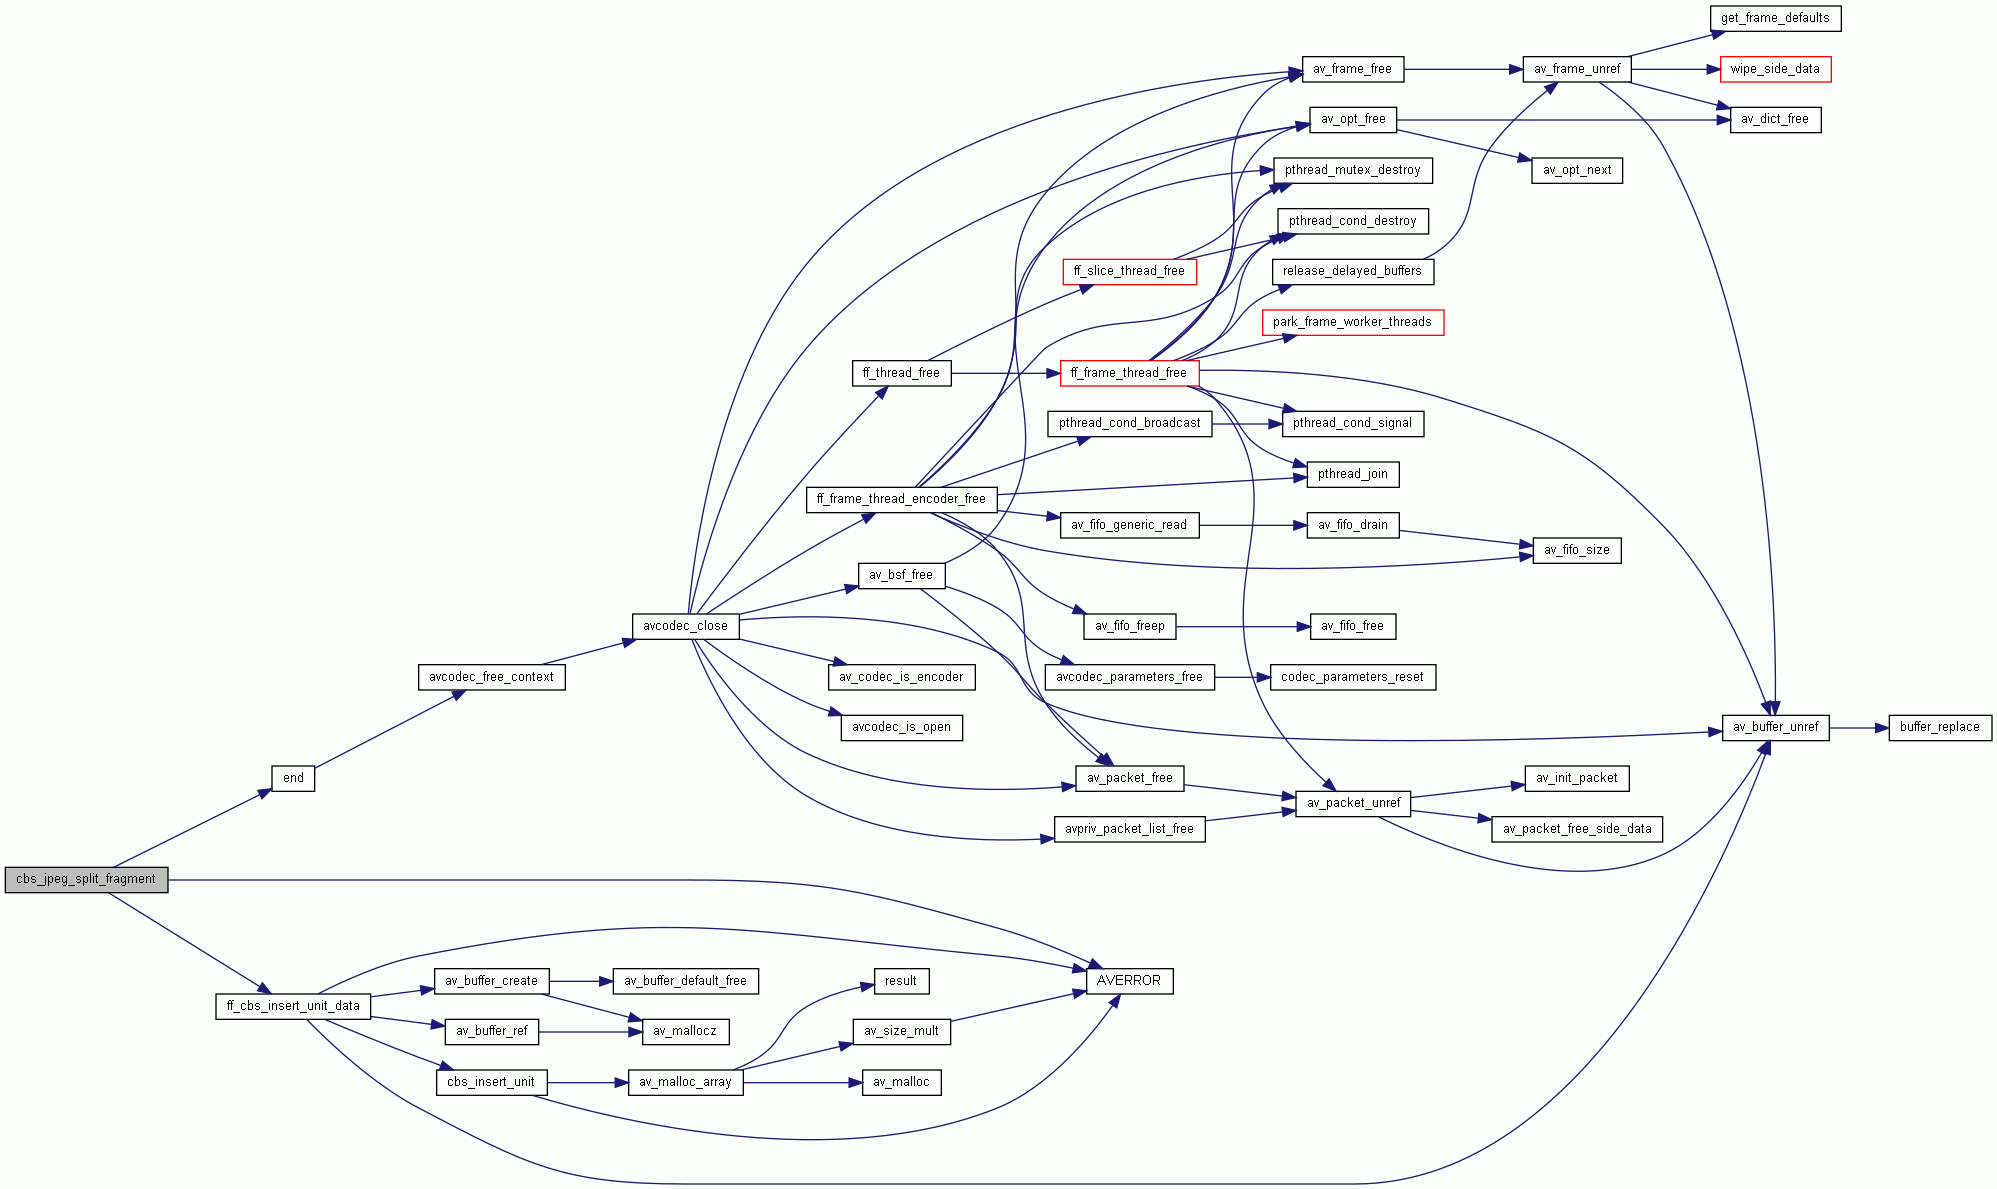 get_frame_defaults
av_frame_free
av_frame_unref
wipe_side_data
av_opt_free
av_dict_free
pthread_mutex_destroy
av_opt_next
pthread_cond_destroy
ff_slice_thread_free
release_delayed_buffers
park_frame_worker_threads
ff_thread_free
ff_frame_thread_free
pthread_cond_broadcast
pthread_cond_signal
pthread_join
ff_frame_thread_encoder_free
av_fifo_generic_read
av_fifo_drain
av_fifo_size
av_bsf_free
avcodec_close
av_fifo_freep
av_fifo_free
avcodec_free_context
av_codec_is_encoder
avcodec_parameters_free
codec_parameters_reset
avcodec_is_open
av_buffer_unref
buffer_replace
end
av_packet_free
av_init_packet
av_packet_unref
avpriv_packet_list_free
av_packet_free_side_data
cbs_jpeg_split_fragment
av_buffer_create
av_buffer_default_free
result
AVERROR
ff_cbs_insert_unit_data
av_buffer_ref
av_mallocz
av_size_mult
cbs_insert_unit
av_malloc_array
av_malloc